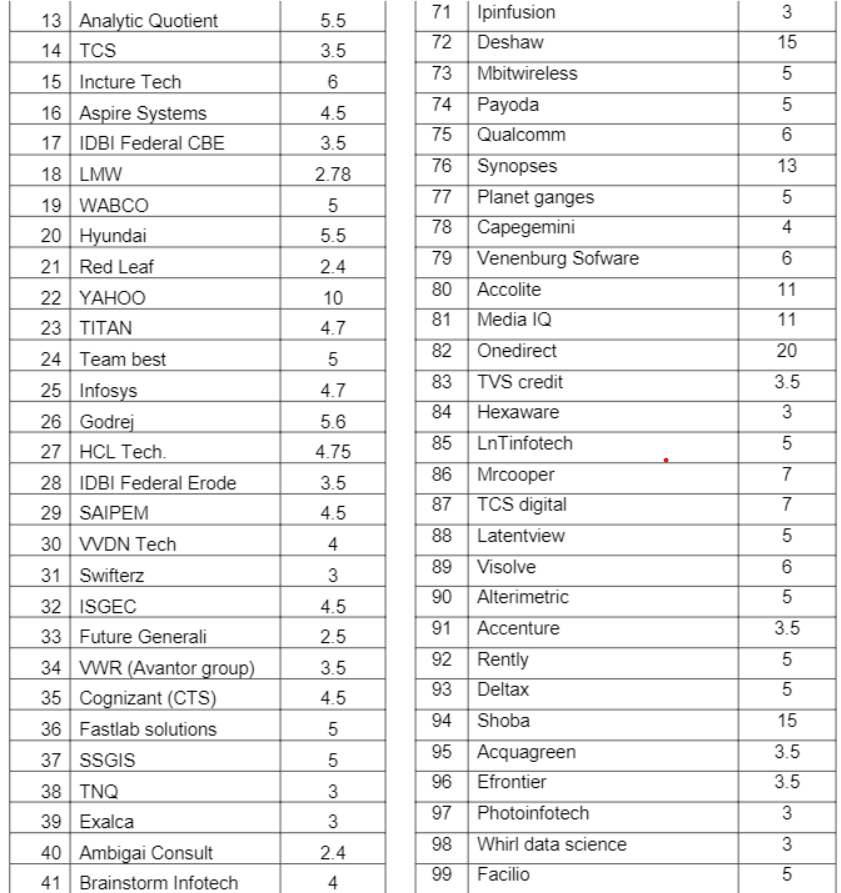 13 Analytic Quotient 5.5
14 TCS 3.5
15 Incture Tech 6
16 Aspire Systems 4.5
17 IDBI Federal CBE 3.5
18 LMW 2.78
19 WABCO 5
20 Hyundai 5.5
21 Red Leaf 2.4
22 YAHOO 10
23 TITAN 4.7
24 Team best 5
25 Infosys 4.7
26 Godrej 5.6
27 HCL Tech. 4.75
28 IDBI Federal Erode 3.5
29 SAIPEM 4.5
30 VVDN Tech 4
31 Swifterz 3
32 ISGEC 4.5
33 Future Generali 2.5
34 VWR (Avantor group) 3.5
35 Cognizant (CTS) 4.5
36 Fastlab solutions 5
37 SSGIS 5
38 TNQ 3
39 Exalca 3
40 Ambigai Consult 2.4
41 Brainstorm Infotech 4
71 Ipinfusion 3
72 Deshaw 15
73 Mbitwireless 5
74 Payoda 5
75 Qualcomm 6
76 Synopses 13
77 Planet ganges 5
78 Capegemini 4
79 Venenburg Sofware 6
80 Accolite 11
81 Media IQ 11
82 Onedirect 20
83 TVS credit 3.5
84 Hexaware 3
85 LnTinfotech 5
86 Mrcooper 7
87 TCS digital 7
88 Latentview 5
89 Visolve 6
90 Alterimetric 5
91 Accenture 3.5
92 Rently 5
93 Deltax 5
94 Shoba 15
95 Acquagreen 3.5
96 Efrontier 3.5
97 Photoinfotech 3
98 Whirl data science 3
99 Facilio 5